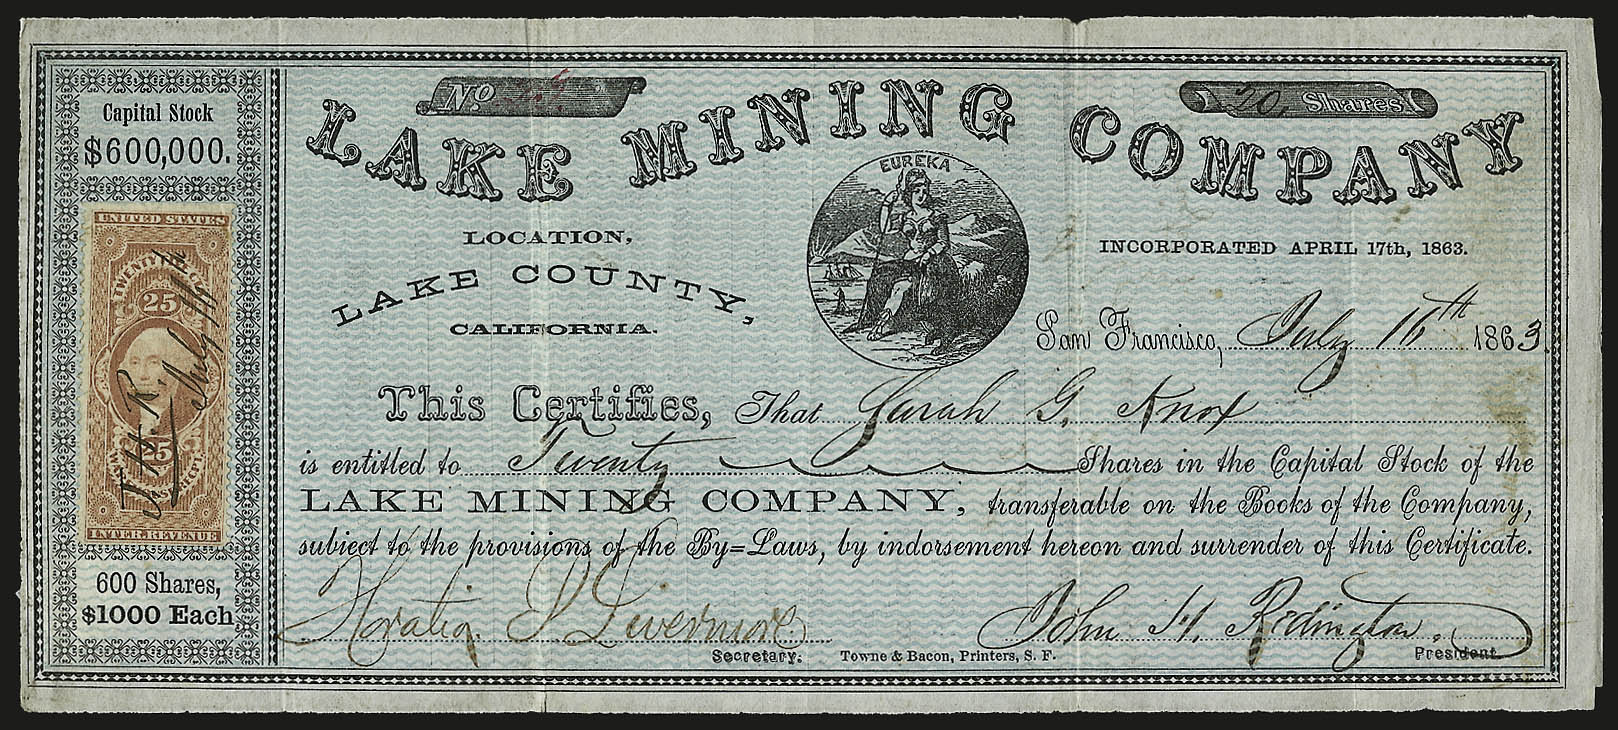 Capital Stock
$600,000.
UNITED STATES
25
25
INTER. REVENUE
J. H. R.
July 16th
600 Shares,
$1000 Each
No
20, Shares
LAKE MINING COMPANY
LOCATION,
LAKE COUNTY,
CALIFORNIA.
EUREKA
INCORPORATED APRIL 17th, 1863.
San Francisco, July 16th 1863.
This Certifies, That Sarah G. Knox
is entitled to Twenty Shares in the Capital Stock of the
LAKE MINING COMPANY, transferable on the Books of the Company,
subject to the provisions of the By=Laws, by indorsement hereon and surrender of this Certificate.
Horatio P. Livermore
Secretary.
Towne & Bacon, Printers, S. F.
John H. Redington.
President